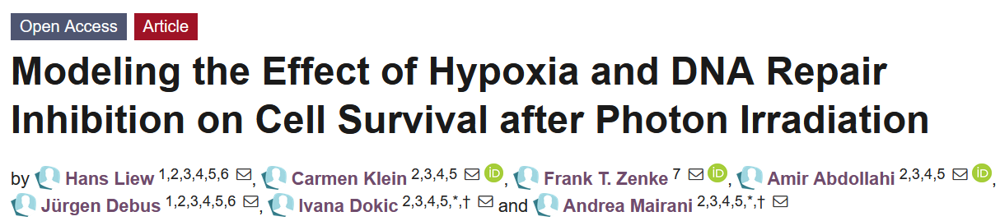 Open Access Article
Modeling the Effect of Hypoxia and DNA Repair
Inhibition on Cell Survival after Photon Irradiation
by Hans Liew 1,2,3,4,5,6, Carmen Klein 2,3,4,5 iD, Frank T. Zenke 7 iD, Amir Abdollahi 2,3,4,5 iD,
Jürgen Debus 1,2,3,4,5,6, Ivana Dokic 2,3,4,5,*,† and Andrea Mairani 2,3,4,5,*,†